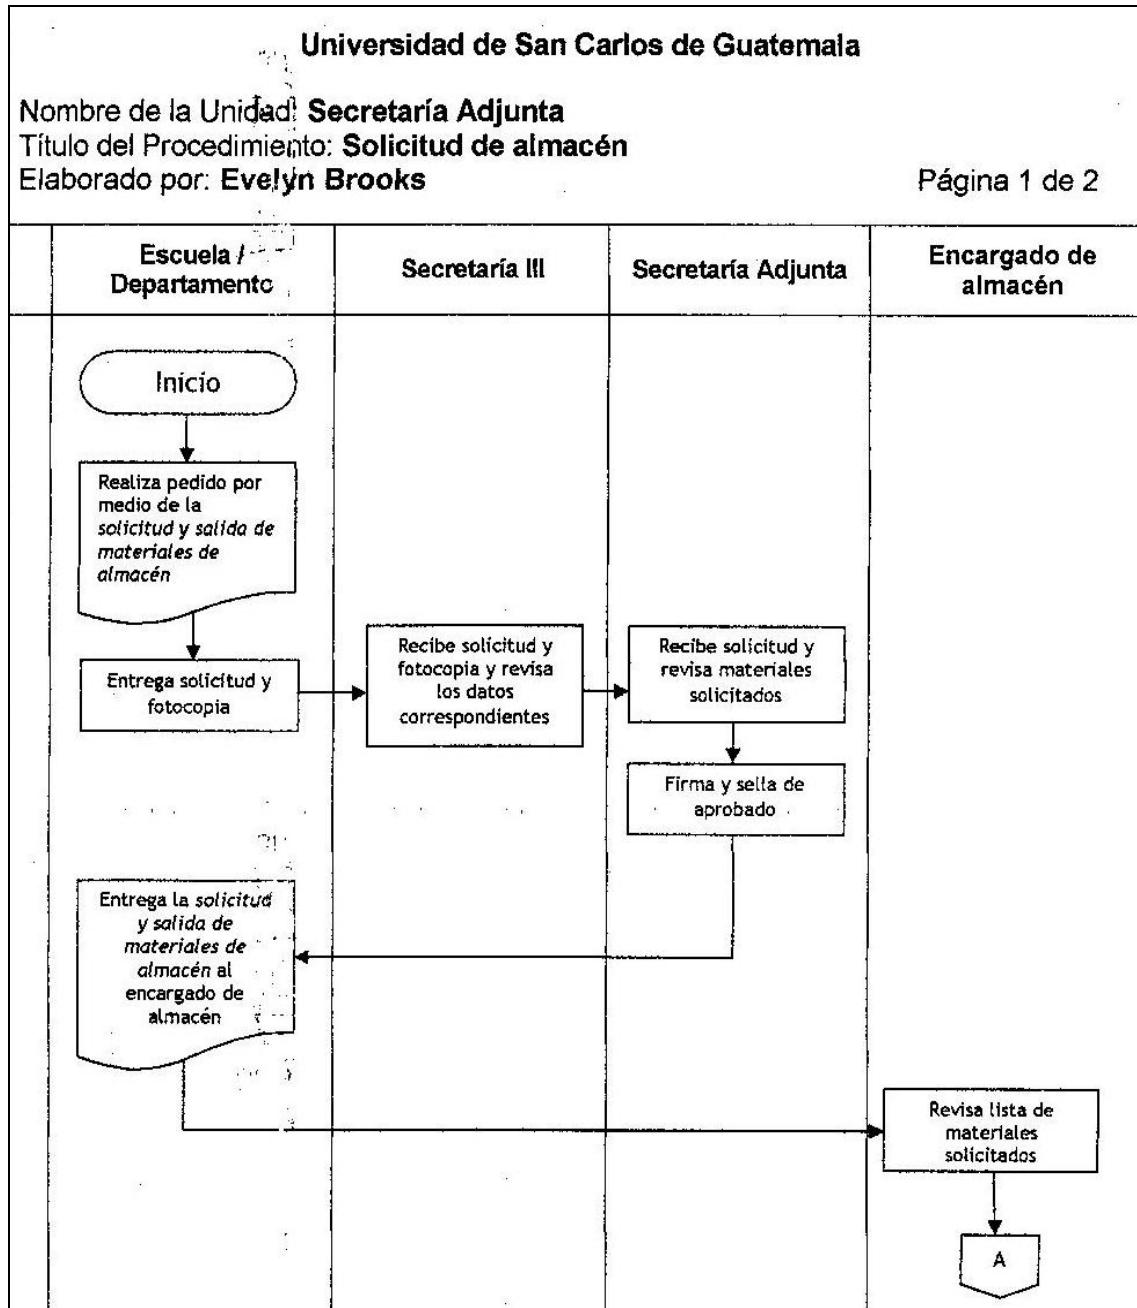 Universidad de San Carlos de Guatemala
Nombre de la Unidad: Secretaría Adjunta
Título del Procedimiento: Solicitud de almacén
Elaborado por: Evelyn Brooks
Página 1 de 2
Escuela /
Departamento
Secretaría III
Secretaría Adjunta
Encargado de
almacén
Inicio
Realiza pedido por
medio de la
solicitud y salida de
materiales de
almacén
Entrega solicitud y
fotocopia
Recibe solicitud y
fotocopia y revisa
los datos
correspondientes
Recibe solicitud y
revisa materiales
solicitados
Firma y sella de
aprobado
Entrega la solicitud
y salida de
materiales de
almacén al
encargado de
almacén
Revisa lista de
materiales
solicitados
A